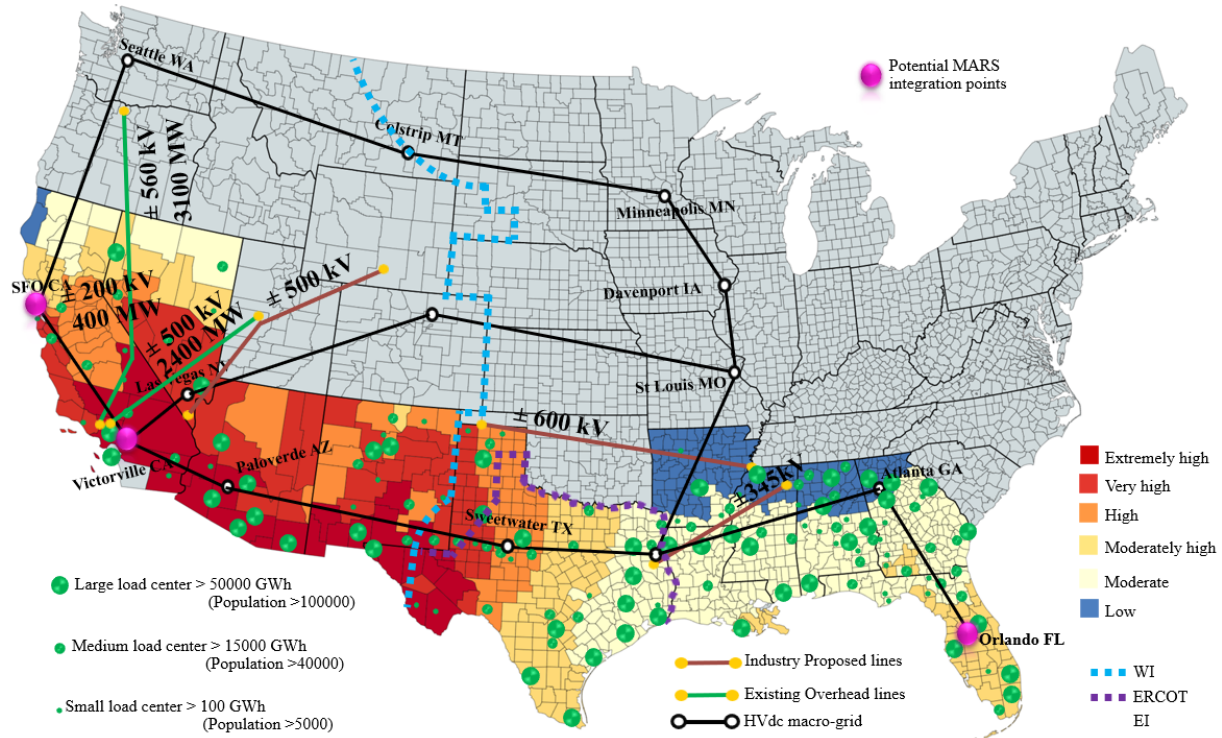 Seattle WA
Potential MARS
integration points
± 560 kV
3100 MW
Colstrip MT
Minneapolis MN
SFO CA
± 200 kV
400 MW
± 500 kV
Davenport IA
± 500 kV
2400 MW
Las Vegas NV
St Louis MO
± 600 kV
Victorville CA
Paloverde AZ
±345kV
Atlanta GA
Sweetwater TX
Extremely high
Very high
High
Moderately high
Moderate
Low
Large load center > 50000 GWh
(Population >100000)
Medium load center > 15000 GWh
(Population >40000)
Small load center > 100 GWh
(Population >5000)
Orlando FL
Industry Proposed lines
Existing Overhead lines
HVdc macro-grid
WI
ERCOT
EI